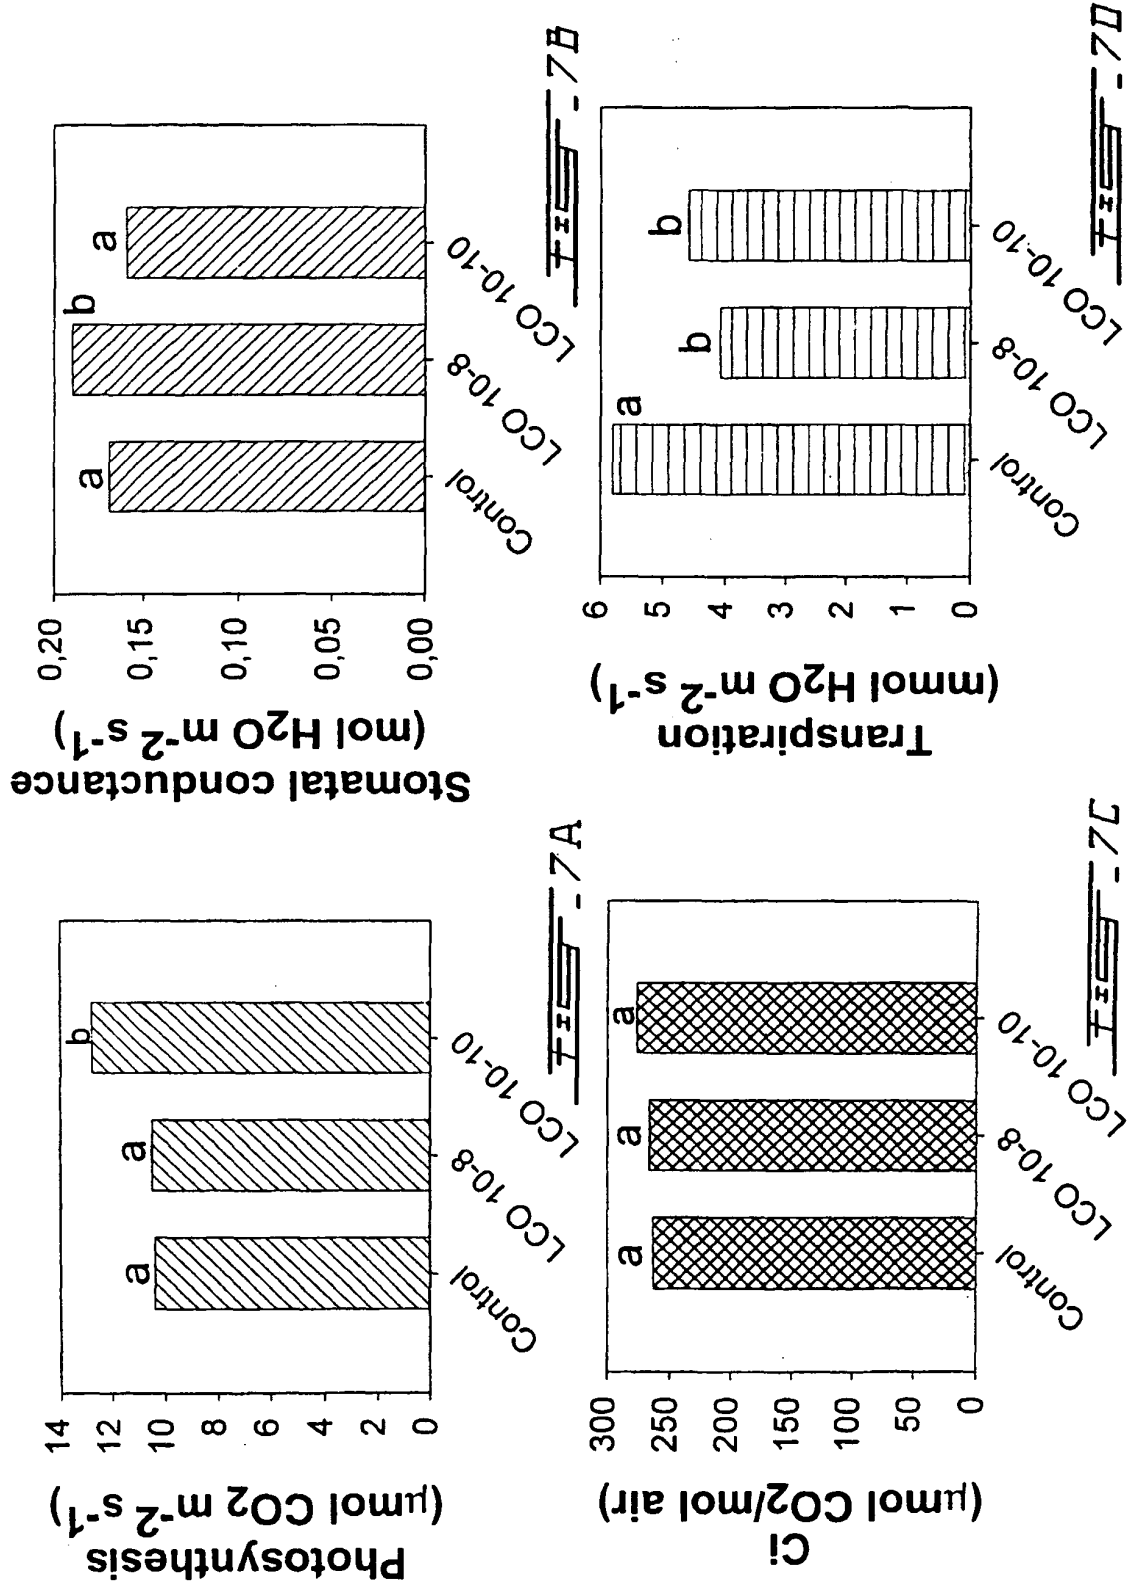 Photosynthesis
(µmol CO2 m-2 s-1)
14
12
10
8
6
4
2
0
a
a
b
Control
LCO 10-8
LCO 10-10
FIG-7A
Stomatal conductance
(mol H2O m-2 s-1)
0,20
0,15
0,10
0,05
0,00
a
b
a
Control
LCO 10-8
LCO 10-10
FIG-7B
Ci
(µmol CO2/mol air)
300
250
200
150
100
50
0
a
a
a
Control
LCO 10-8
LCO 10-10
FIG-7C
Transpiration
(mmol H2O m-2 s-1)
6
5
4
3
2
1
0
a
b
b
Control
LCO 10-8
LCO 10-10
FIG-7D